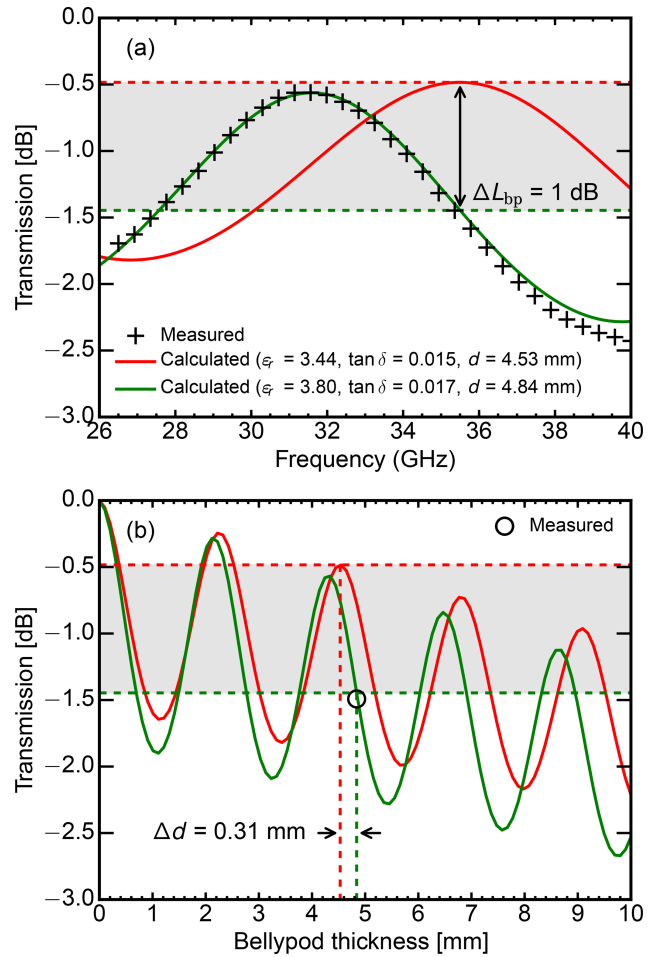 (a)
0.0
−0.5
−1.0
−1.5
−2.0
−2.5
−3.0
Transmission [dB]
ΔL_bp = 1 dB
Measured
Calculated (εᵣ = 3.44, tan δ = 0.015, d = 4.53 mm)
Calculated (εᵣ = 3.80, tan δ = 0.017, d = 4.84 mm)
26 28 30 32 34 36 38 40
Frequency (GHz)
(b)
Measured
0.0
−0.5
−1.0
−1.5
−2.0
−2.5
−3.0
Transmission [dB]
Δd = 0.31 mm
0 1 2 3 4 5 6 7 8 9 10
Bellypod thickness [mm]